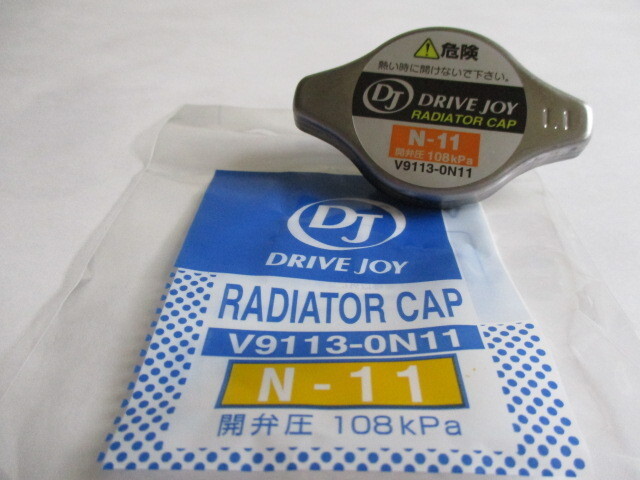 危険
熱い時に開けないで下さい。
DJ DRIVE JOY
RADIATOR CAP
N-11
開弁圧 108kPa
V9113-0N11
1.1
DJ
DRIVE JOY
RADIATOR CAP
V9113-0N11
N-11
開弁圧 108kPa